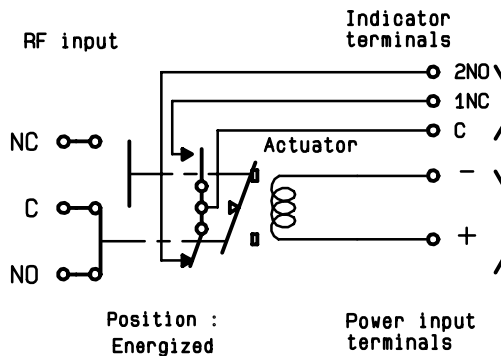 Indicator
terminals
RF input
2NO
1NC
C
Actuator
NC
C
NO
-
+
Position :
Energized
Power input
terminals